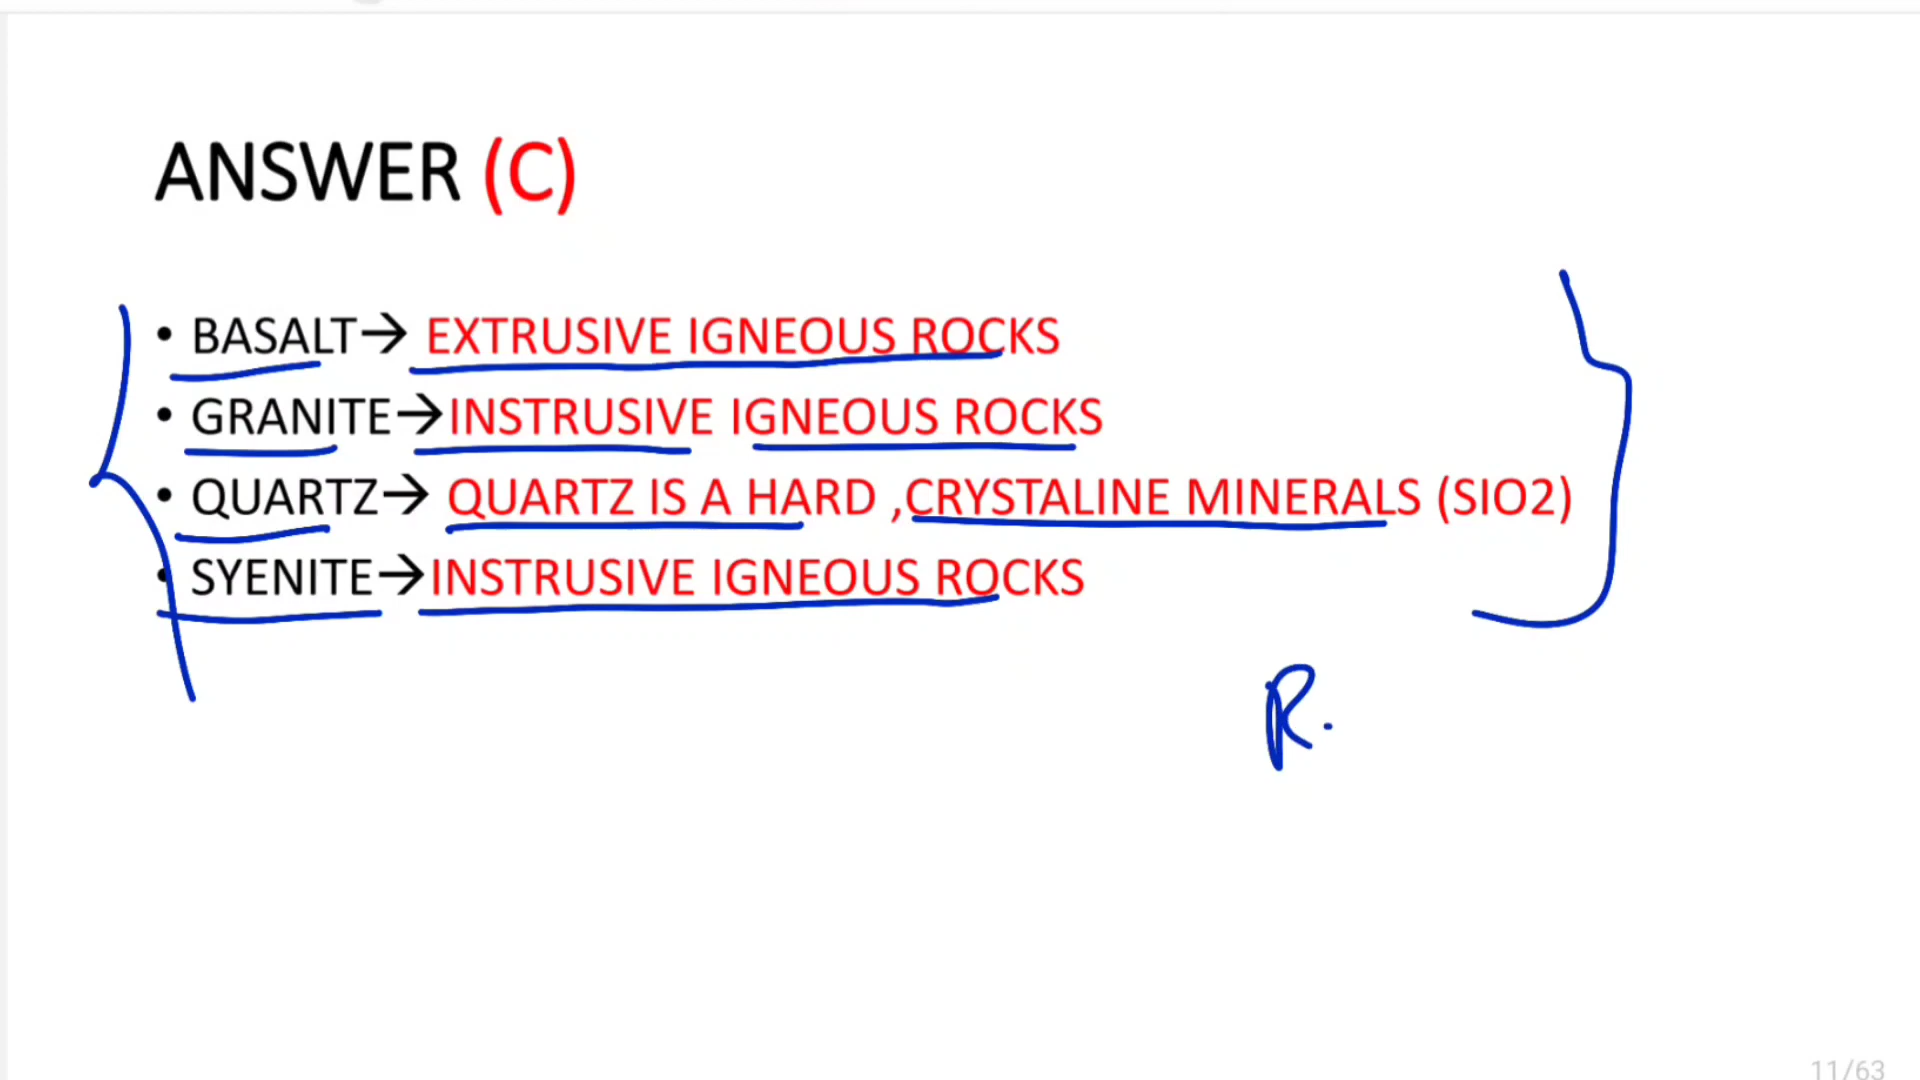 ANSWER (C)
• BASALT→ EXTRUSIVE IGNEOUS ROCKS
• GRANITE→INSTRUSIVE IGNEOUS ROCKS
• QUARTZ→ QUARTZ IS A HARD ,CRYSTALINE MINERALS (SIO2)
• SYENITE→INSTRUSIVE IGNEOUS ROCKS
R.
11/63